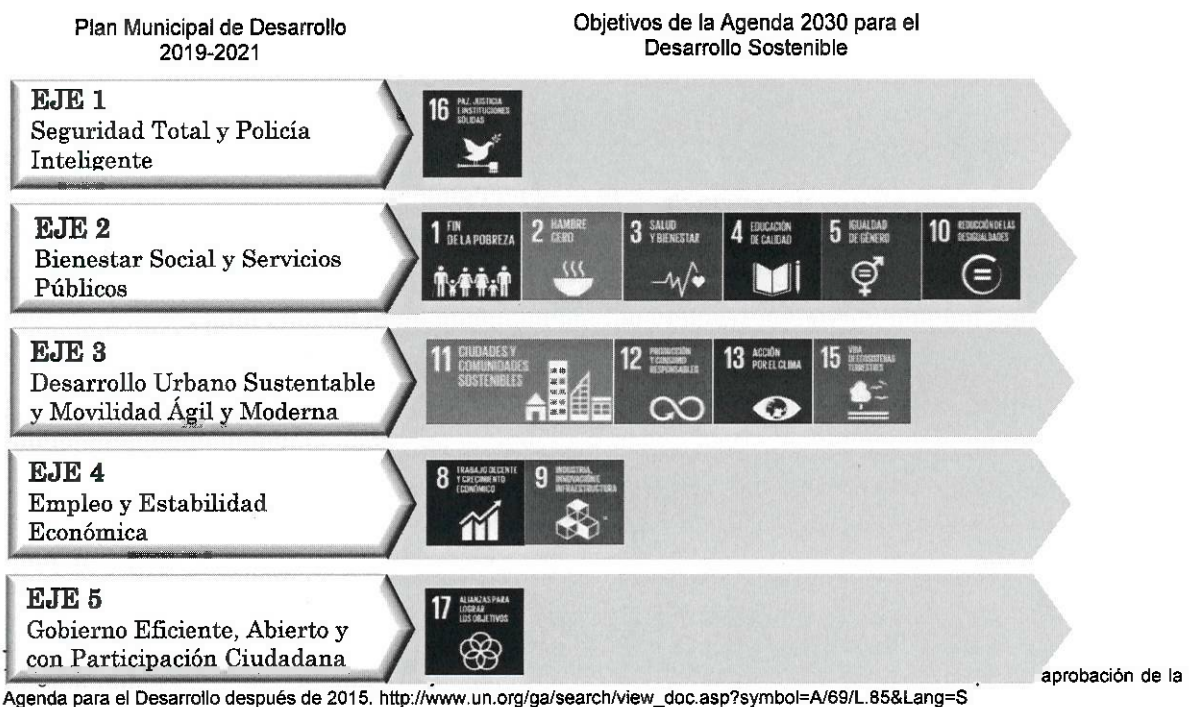 Plan Municipal de Desarrollo
2019-2021
Objetivos de la Agenda 2030 para el
Desarrollo Sostenible
EJE 1
Seguridad Total y Policía
Inteligente
16 PAZ, JUSTICIA
E INSTITUCIONES
SÓLIDAS
EJE 2
Bienestar Social y Servicios
Públicos
1 FIN
DE LA POBREZA
2 HAMBRE
CERO
3 SALUD
Y BIENESTAR
4 EDUCACIÓN
DE CALIDAD
5 IGUALDAD
DE GÉNERO
10 REDUCCIÓN DE LAS
DESIGUALDADES
EJE 3
Desarrollo Urbano Sustentable
y Movilidad Ágil y Moderna
11 CIUDADES Y
COMUNIDADES
SOSTENIBLES
12 PRODUCCIÓN
Y CONSUMO
RESPONSABLES
13 ACCIÓN
POR EL CLIMA
15 VIDA
DE ECOSISTEMAS
TERRESTRES
EJE 4
Empleo y Estabilidad
Económica
8 TRABAJO DECENTE
Y CRECIMIENTO
ECONÓMICO
9 INDUSTRIA,
INNOVACIÓN E
INFRAESTRUCTURA
EJE 5
Gobierno Eficiente, Abierto y
con Participación Ciudadana
17 ALIANZAS PARA
LOGRAR
LOS OBJETIVOS
aprobación de la
Agenda para el Desarrollo después de 2015. http://www.un.org/ga/search/view_doc.asp?symbol=A/69/L.85&Lang=S